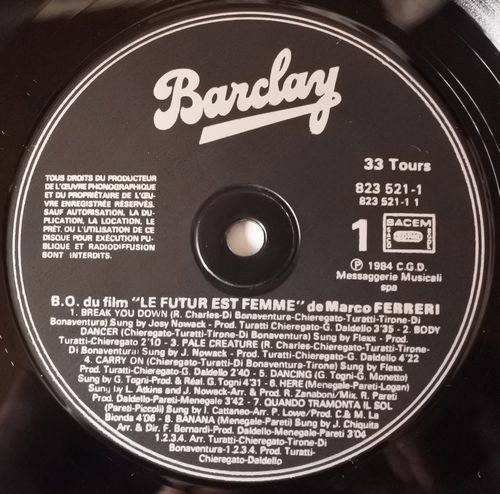 Barclay
TOUS DROITS DU PRODUCTEUR
DE L'ŒUVRE PHONOGRAPHIQUE
ET DU PROPRIÉTAIRE DE L'ŒU-
VRE ENREGISTRÉE RÉSERVÉS.
SAUF AUTORISATION, LA DU-
PLICATION, LA LOCATION, LE
PRÊT, OU L'UTILISATION DE CE
DISQUE POUR EXÉCUTION PU-
BLIQUE ET RADIODIFFUSION
SONT INTERDITS.
33 Tours
823 521-1
823 521-1 1
1
SACEM
℗ 1984 C.G.D.
Messaggerie Musicali
spa
B.O. du film "LE FUTUR EST FEMME" de Marco FERRERI
1. BREAK YOU DOWN (R. Charles-Di Bonaventura-Chieregato-Turatti-Tirone-Di
Bonaventura) Sung by Josy Nowack - Prod. Turatti Chieregato-G. Daldello 3'35 - 2. BODY
DANCER (Chieregato-Turatti-Tirone-Di Bonaventura) Sung by Flexx - Prod.
Turatti-Chieregato 2'10 - 3. PALE CREATURE (R. Charles-Chieregato-Turatti-Tirone-
Di Bonaventura) Sung by J. Nowack - Prod. Turatti-Chieregato-G. Daldello 4'22
4. CARRY ON (Chieregato-Turatti-Di Bonaventura-Tirone) Sung by Flexx
Prod. Turatti-Chieregato-G. Daldello 2'40 - 5. DANCING (G. Togni-G. Monetto)
Sung by G. Togni-Prod. & Réal. G. Togni 4'31 - 6. HERE (Menegale-Pareti-Logan)
Sung by L. Atkins and J. Nowack-Arr. & Prod. R. Zanaboni/Mix. R. Pareti
Prod. Daldello-Pareti-Menegale 3'42 - 7. QUANDO TRAMONTA IL SOL
(Pareti-Piccoli) Sung by I. Cattaneo-Arr. P. Lowe/Prod. C.& M. La
Bionda 4'06 - 8. BANANA (Menegale-Pareti) Sung by J. Chiquita
Arr. & Dir. F. Bernardi-Prod. Daldello-Menegale-Pareti 3'04
1.2.3.4. Arr. Turatti-Chieregato-Tirone-Di
Bonaventura-1.2.3.4. Prod. Turatti-
Chieregato-Daldello